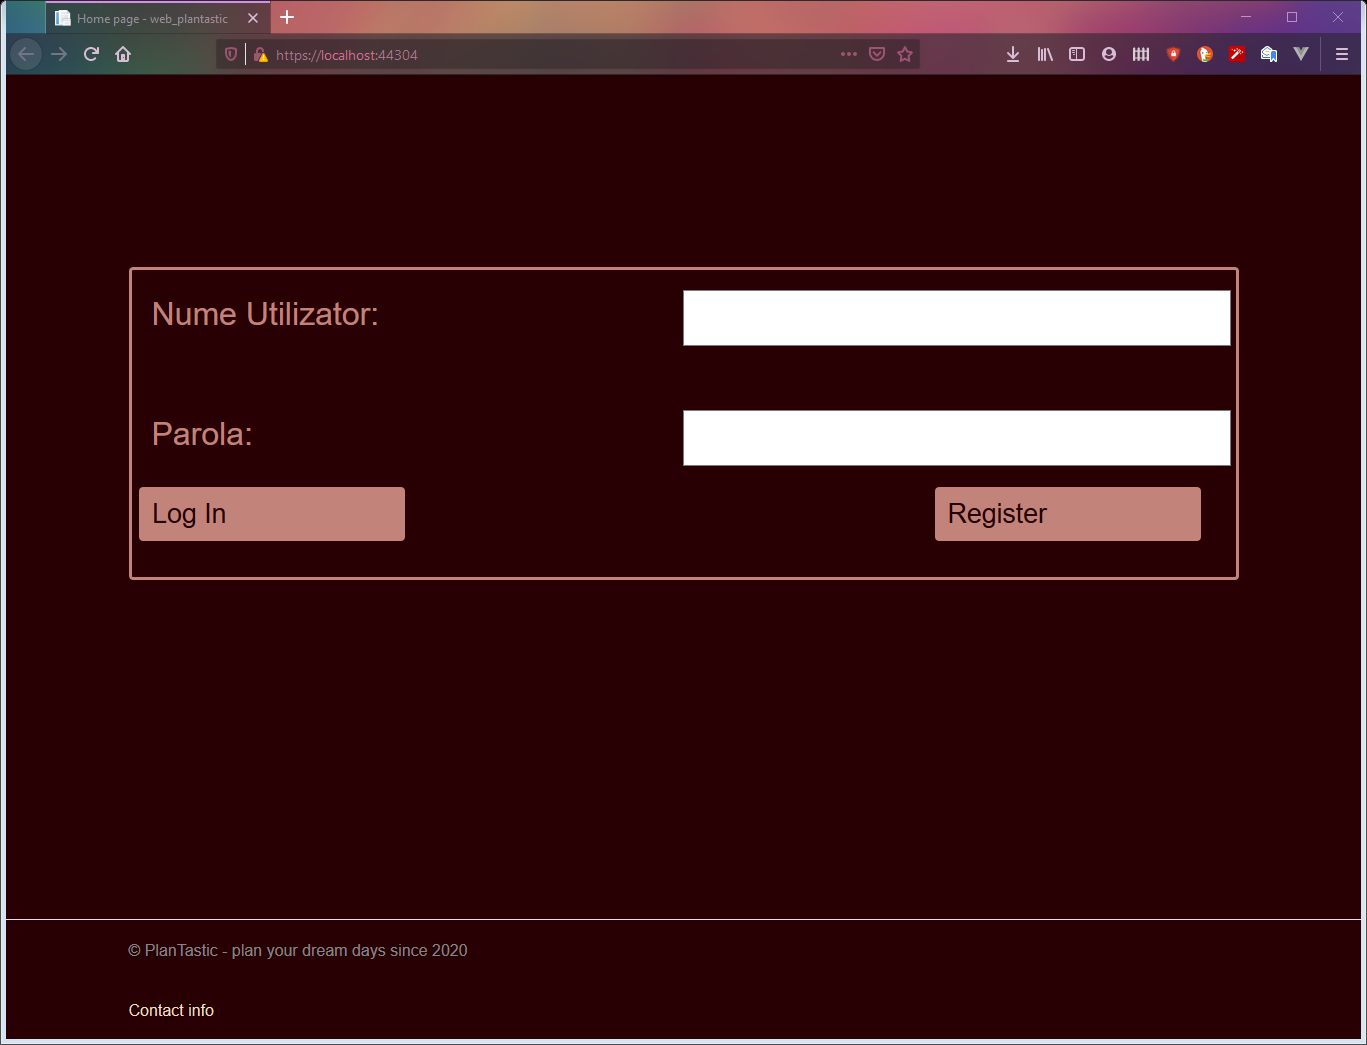 Home page - web_plantastic
https://localhost:44304
Nume Utilizator:
Parola:
Log In
Register
© PlanTastic - plan your dream days since 2020
Contact info